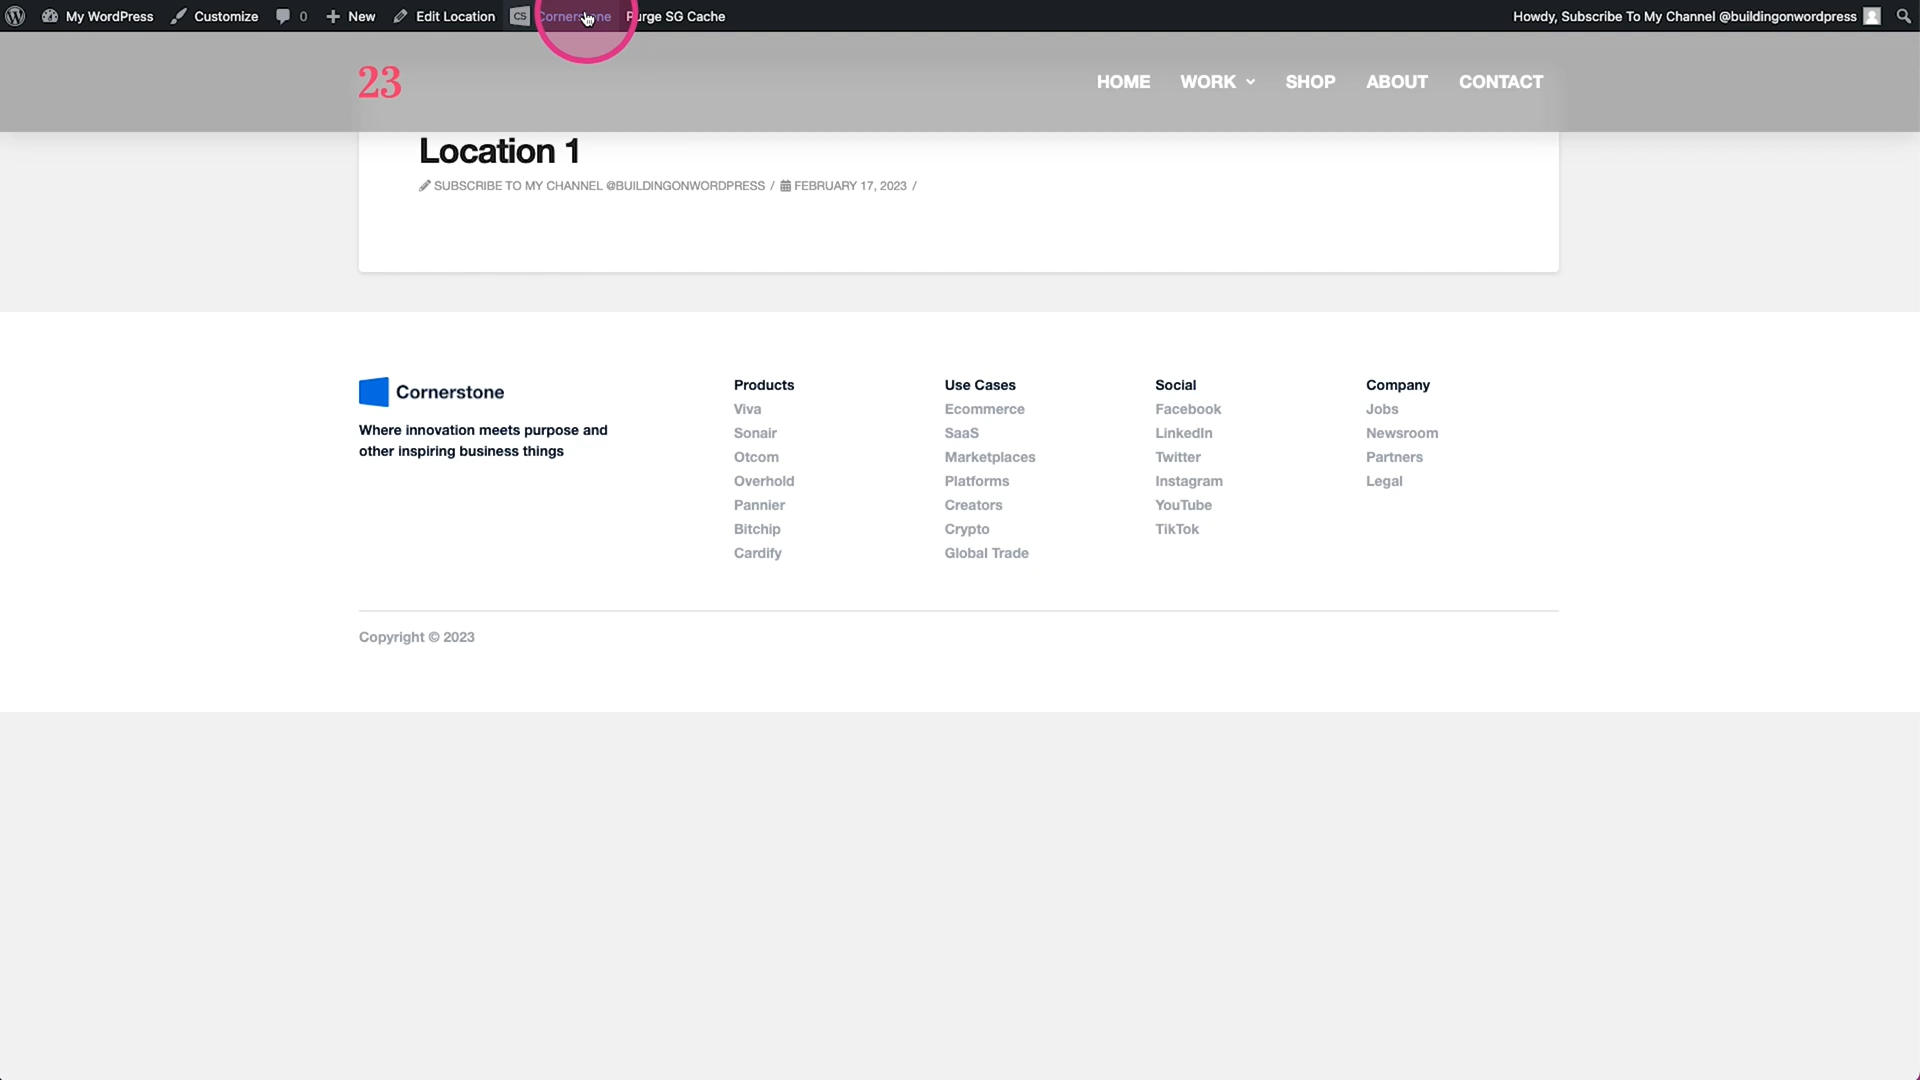 My WordPress Customize 0 New Edit Location CS Cornerstone Purge SG Cache Howdy, Subscribe To My Channel @buildingonwordpress
23 HOME WORK SHOP ABOUT CONTACT
Location 1
SUBSCRIBE TO MY CHANNEL @BUILDINGONWORDPRESS / FEBRUARY 17, 2023 /
Cornerstone
Where innovation meets purpose and
other inspiring business things
Products
Viva
Sonair
Otcom
Overhold
Pannier
Bitchip
Cardify
Use Cases
Ecommerce
SaaS
Marketplaces
Platforms
Creators
Crypto
Global Trade
Social
Facebook
LinkedIn
Twitter
Instagram
YouTube
TikTok
Company
Jobs
Newsroom
Partners
Legal
Copyright © 2023